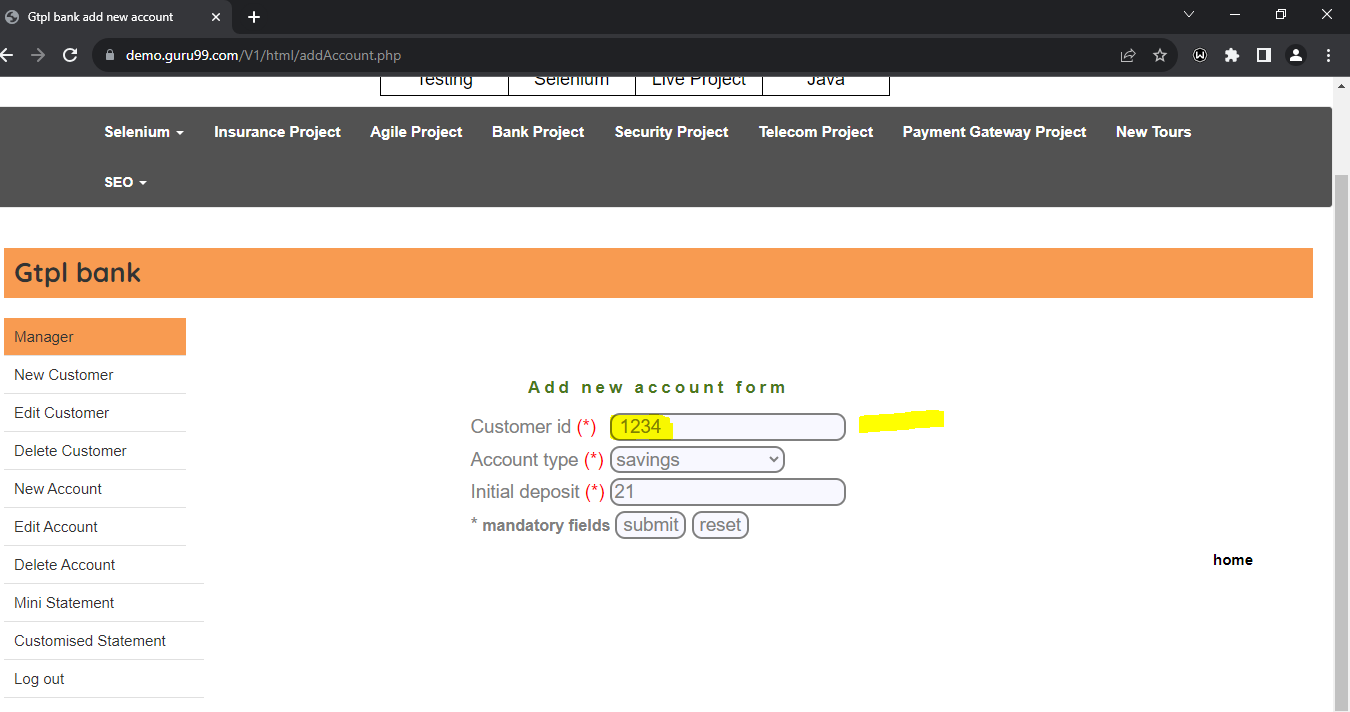 Gtpl bank add new account
demo.guru99.com/V1/html/addAccount.php
Testing Selenium Live Project Java
Selenium Insurance Project Agile Project Bank Project Security Project Telecom Project Payment Gateway Project New Tours
SEO
Gtpl bank
Manager
New Customer
Edit Customer
Delete Customer
New Account
Edit Account
Delete Account
Mini Statement
Customised Statement
Log out
Add new account form
Customer id (*) 1234
Account type (*) savings
Initial deposit (*) 21
* mandatory fields submit reset
home